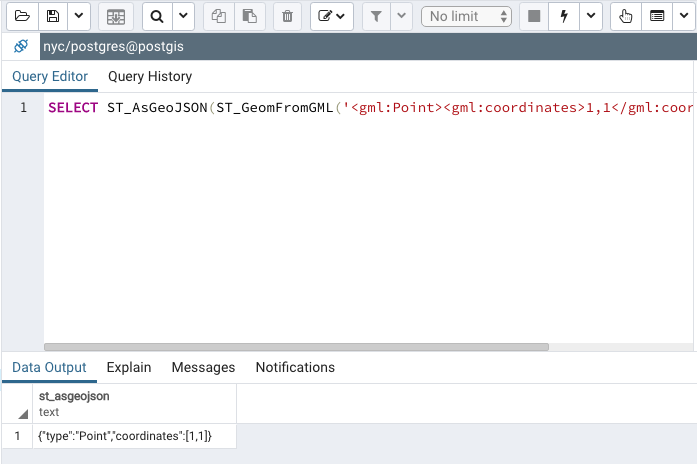 No limit
nyc/postgres@postgis
Query Editor Query History
1 SELECT ST_AsGeoJSON(ST_GeomFromGML('<gml:Point><gml:coordinates>1,1</gml:coor
Data Output Explain Messages Notifications
st_asgeojson
text
1 {"type":"Point","coordinates":[1,1]}